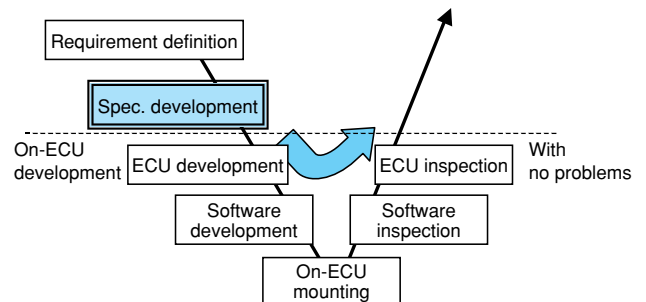 Requirement definition
Spec. development
On-ECU
development
With
no problems
ECU development
ECU inspection
Software
development
Software
inspection
On-ECU
mounting